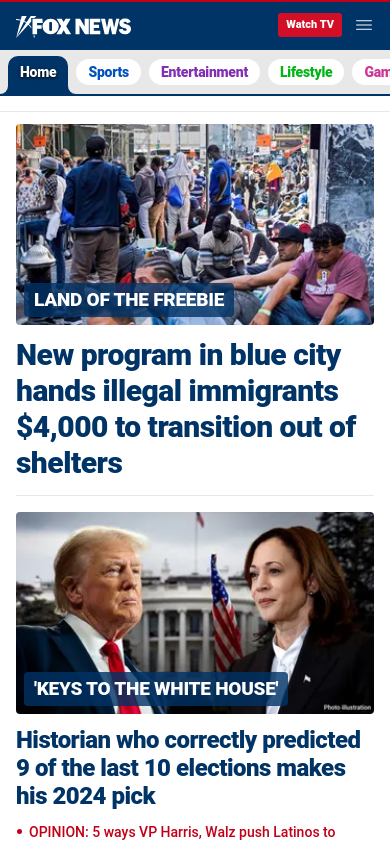 FOX NEWS
Watch TV
Home
Sports
Entertainment
Lifestyle
Gam
LAND OF THE FREEBIE
New program in blue city
hands illegal immigrants
$4,000 to transition out of
shelters
'KEYS TO THE WHITE HOUSE'
Photo-illustration
Historian who correctly predicted
9 of the last 10 elections makes
his 2024 pick
OPINION: 5 ways VP Harris, Walz push Latinos to